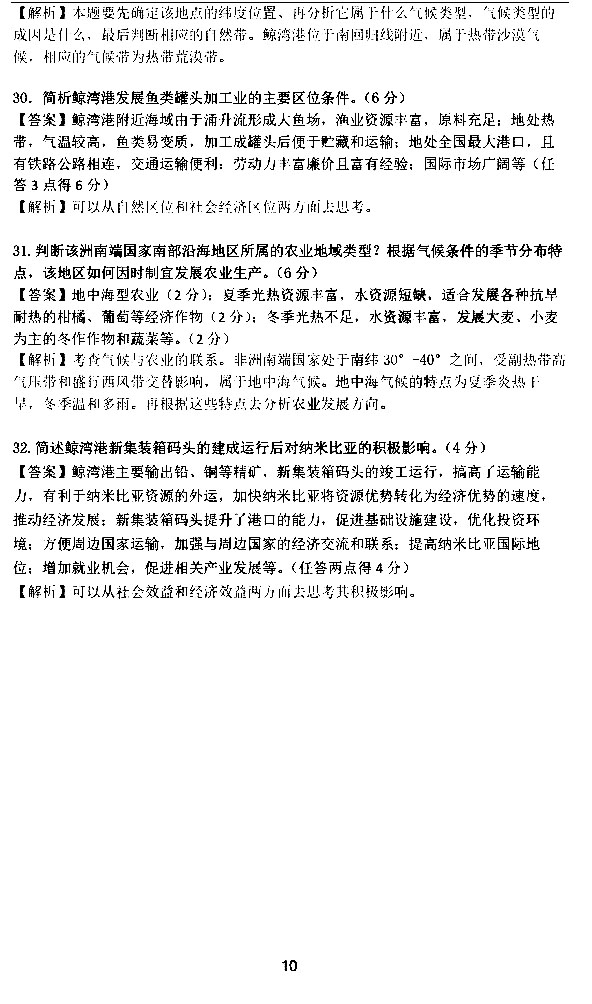 【解析】本题要先确定该地点的纬度位置、再分析它属于什么气候类型，气候类型的
成因是什么，最后判断相应的自然带。鲸湾港位于南回归线附近，属于热带沙漠气
候，相应的气候带为热带荒漠带。
30．简析鲸湾港发展鱼类罐头加工业的主要区位条件。（6 分）
【答案】鲸湾港附近海域由于涌升流形成大鱼场，渔业资源丰富，原料充足；地处热
带，气温较高，鱼类易变质，加工成罐头后便于贮藏和运输；地处全国最大港口，且
有铁路公路相连，交通运输便利；劳动力丰富廉价且富有经验；国际市场广阔等（任
答 3 点得 6 分）
【解析】可以从自然区位和社会经济区位两方面去思考。
31. 判断该洲南端国家南部沿海地区所属的农业地域类型？根据气候条件的季节分布特
点，该地区如何因时制宜发展农业生产。（6 分）
【答案】地中海型农业（2 分）；夏季光热资源丰富，水资源短缺，适合发展各种抗旱
耐热的柑橘、葡萄等经济作物（2 分）；冬季光热不足，水资源丰富，发展大麦、小麦
为主的冬作作物和蔬菜等。（2 分）
【解析】考查气候与农业的联系。非洲南端国家处于南纬 30°-40°之间，受副热带高
气压带和盛行西风带交替影响，属于地中海气候。地中海气候的特点为夏季炎热干
旱，冬季温和多雨。再根据这些特点去分析农业发展方向。
32. 简述鲸湾港新集装箱码头的建成运行后对纳米比亚的积极影响。（4 分）
【答案】鲸湾港主要输出铅、铜等精矿，新集装箱码头的竣工运行，搞高了运输能
力，有利于纳米比亚资源的外运，加快纳米比亚将资源优势转化为经济优势的速度，
推动经济发展；新集装箱码头提升了港口的能力，促进基础设施建设，优化投资环
境；方便周边国家运输，加强与周边国家的经济交流和联系；提高纳米比亚国际地
位；增加就业机会，促进相关产业发展等。（任答两点得 4 分）
【解析】可以从社会效益和经济效益两方面去思考其积极影响。
10